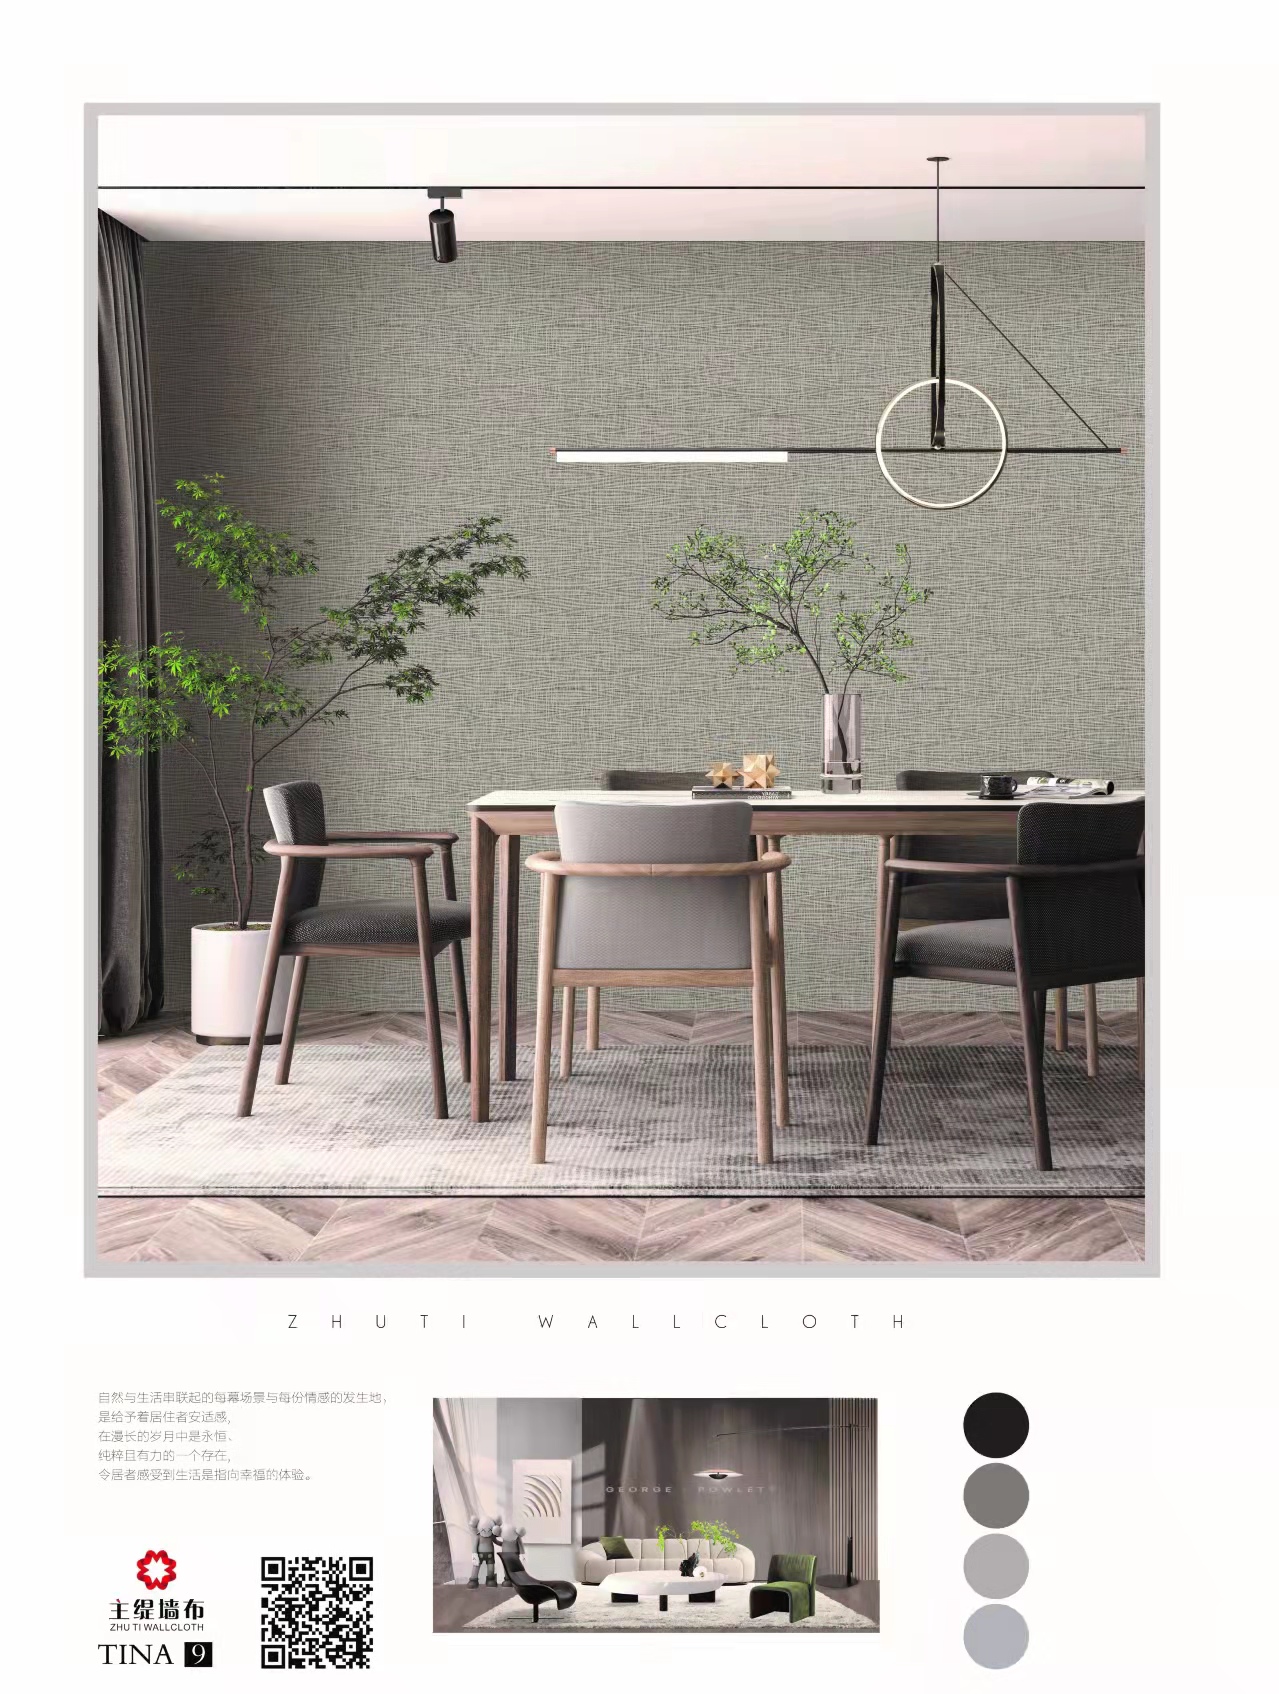 ZHUTI WALLCLOTH
自然与生活串联起的每幕场景与每份情感的发生地，
是给予着居住者安适感，
在漫长的岁月中是永恒、
纯粹且有力的一个存在，
令居者感受到生活是指向幸福的体验。
GEORGE POWLETT
主缇墙布
ZHU TI WALLCLOTH
TINA 9